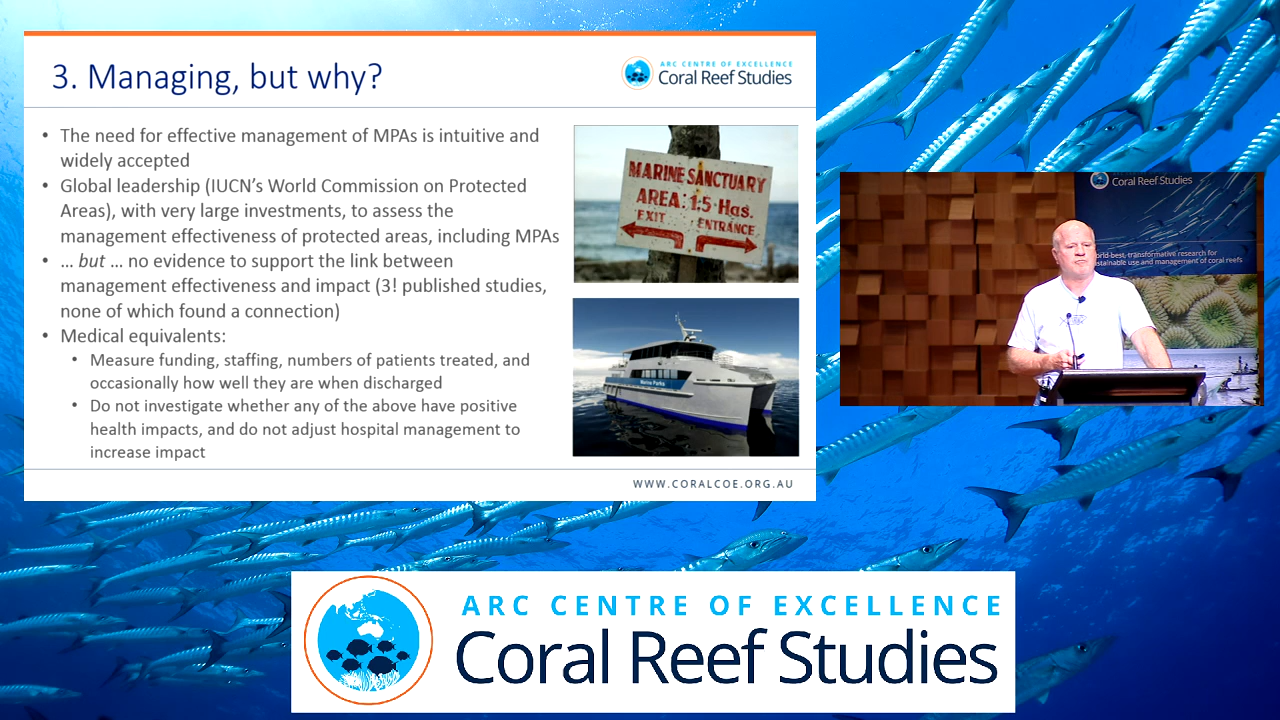 3. Managing, but why?
ARC CENTRE OF EXCELLENCE
Coral Reef Studies
• The need for effective management of MPAs is intuitive and
widely accepted
• Global leadership (IUCN's World Commission on Protected
Areas), with very large investments, to assess the
management effectiveness of protected areas, including MPAs
• ... but ... no evidence to support the link between
management effectiveness and impact (3! published studies,
none of which found a connection)
• Medical equivalents:
• Measure funding, staffing, numbers of patients treated, and
occasionally how well they are when discharged
• Do not investigate whether any of the above have positive
health impacts, and do not adjust hospital management to
increase impact
MARINE SANCTUARY
AREA: 1.5 Has.
EXIT ENTRANCE
Marine Parks
WWW.CORALCOE.ORG.AU
Coral Reef Studies
world-best, transformative research for
sustainable use and management of coral reefs
ARC CENTRE OF EXCELLENCE
Coral Reef Studies